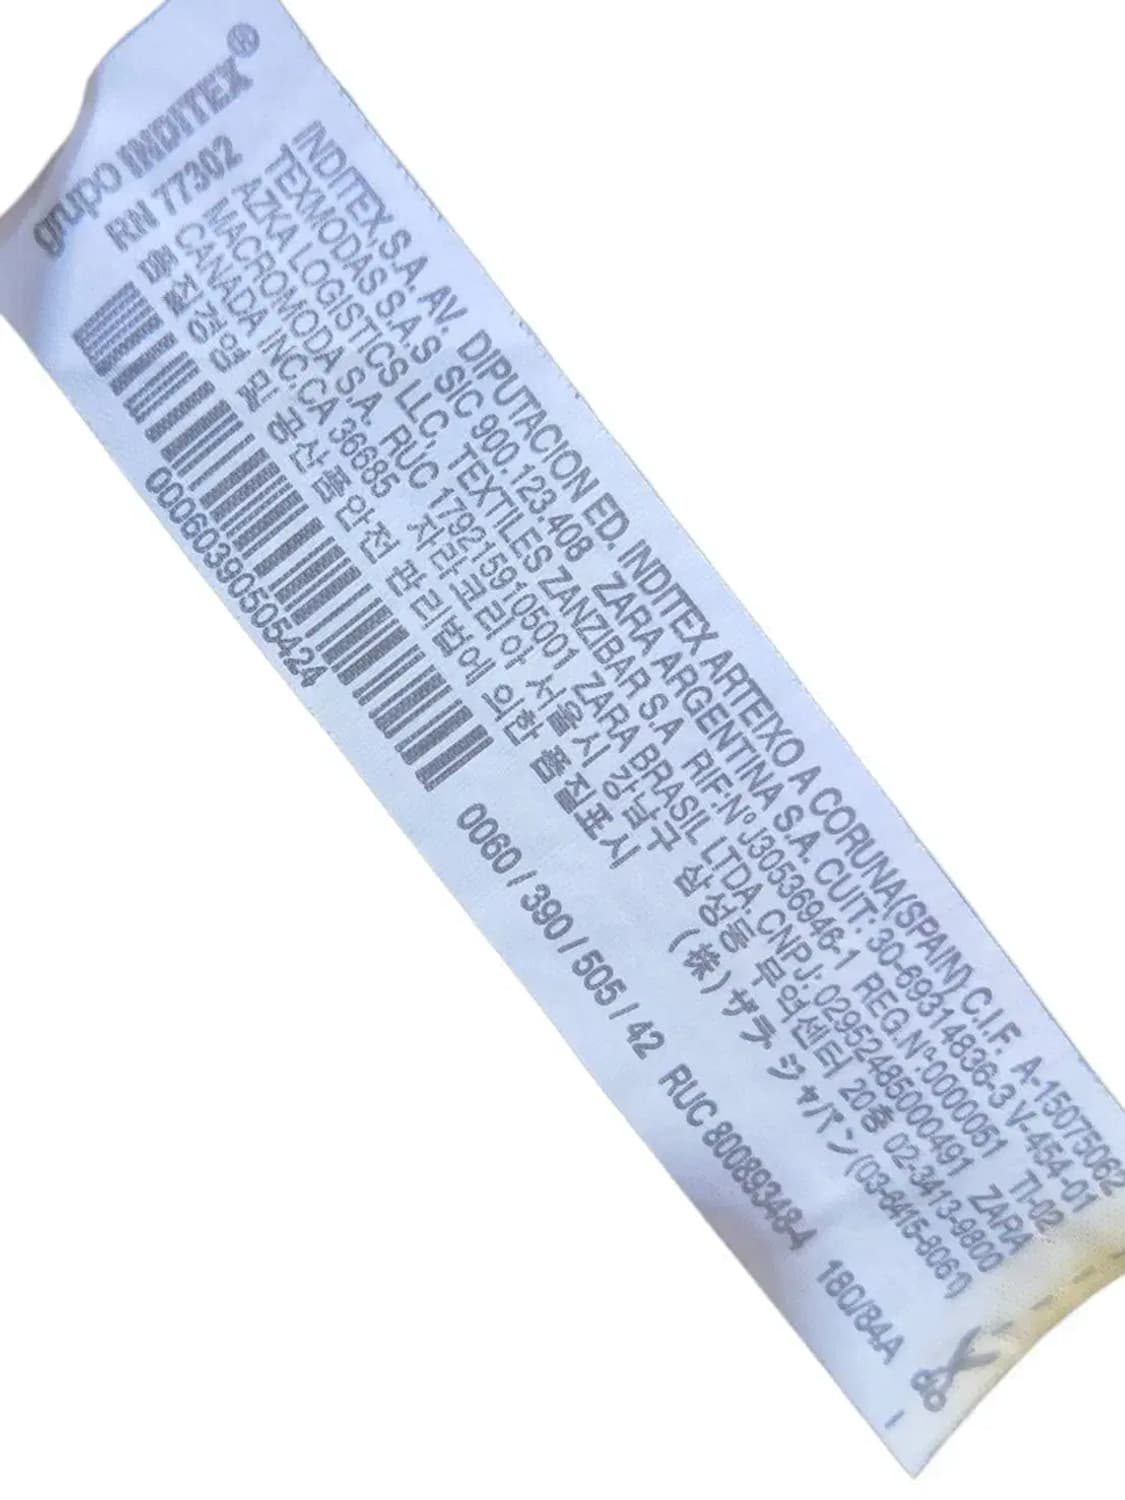 grupo INDITEX®
RN 77302
INDITEX,S.A. AV. DIPUTACION ED. INDITEX ARTEIXO A CORUNA(SPAIN) C.I.F. A-15075062
TEXMODAS S.A.S SIC 900.123.408 ZARA ARGENTINA S.A. CUIT: 30-69314836-3 V-454-01
AZKA LOGISTICS LLC, TEXTILES ZANZIBAR S.A RIF:Nº J30536946-1 REG.Nº:0000051 TI-02
MACROMODA S.A. RUC 1792159105001 ZARA BRASIL LTDA. CNPJ: 02952485000491 ZARA
CANADA INC.CA 36685 자라코리아 서울시 강남구 삼성동 무역센터 20층 02-3413-9800
품질경영 및 공산품안전 관리법에 의한 품질표시 (株)ザラ・ジャパン(03-6415-8061)
00060390505424
0060 / 390 / 505 / 42 RUC 80089348-4 180/84A